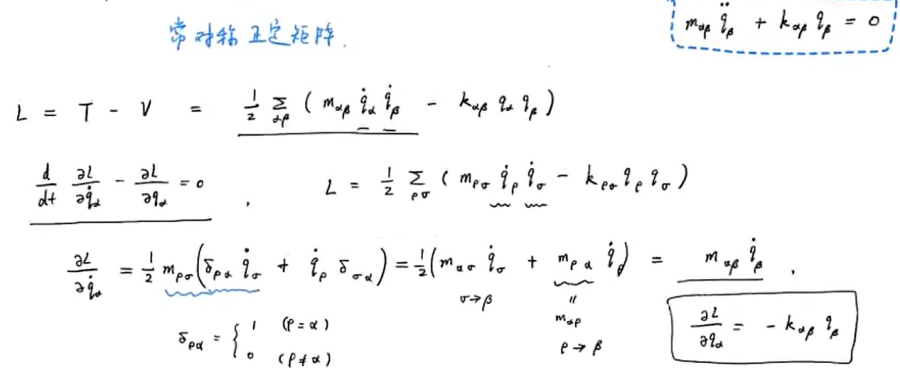 常对称正定矩阵.
m_{αβ} q̈_β + k_{αβ} q_β = 0
L = T - V = 1/2 Σ_{αβ} ( m_{αβ} q̇_α q̇_β - k_{αβ} q_α q_β )
d/dt ∂L/∂q̇_α - ∂L/∂q_α = 0 , L = 1/2 Σ_{ρσ} ( m_{ρσ} q̇_ρ q̇_σ - k_{ρσ} q_ρ q_σ )
∂L/∂q̇_α = 1/2 m_{ρσ} ( δ_{ρα} q̇_σ + q̇_ρ δ_{σα} ) = 1/2 ( m_{ασ} q̇_σ + m_{ρα} q̇_ρ ) = m_{αβ} q̇_β ,
σ→β
"
m_{αρ}
ρ→β
δ_{ρα} = { 1 (ρ=α)
0 (ρ≠α)
∂L/∂q_α = - k_{αβ} q_β